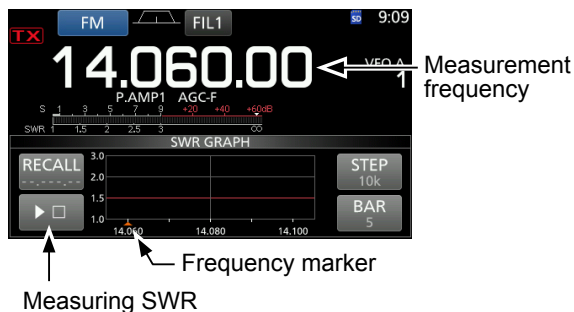 FM FIL1 SD 9:09
TX
14.060.00 VFO A
1
P.AMP1 AGC-F
S 1 3 5 7 9 +20 +40 +60dB
SWR 1 1.5 2 2.5 3 ∞
SWR GRAPH
RECALL
--.---.--
3.0
2.0
1.5
1.0
14.060 14.080 14.100
STEP
10k
BAR
5
Measurement
frequency
Frequency marker
Measuring SWR